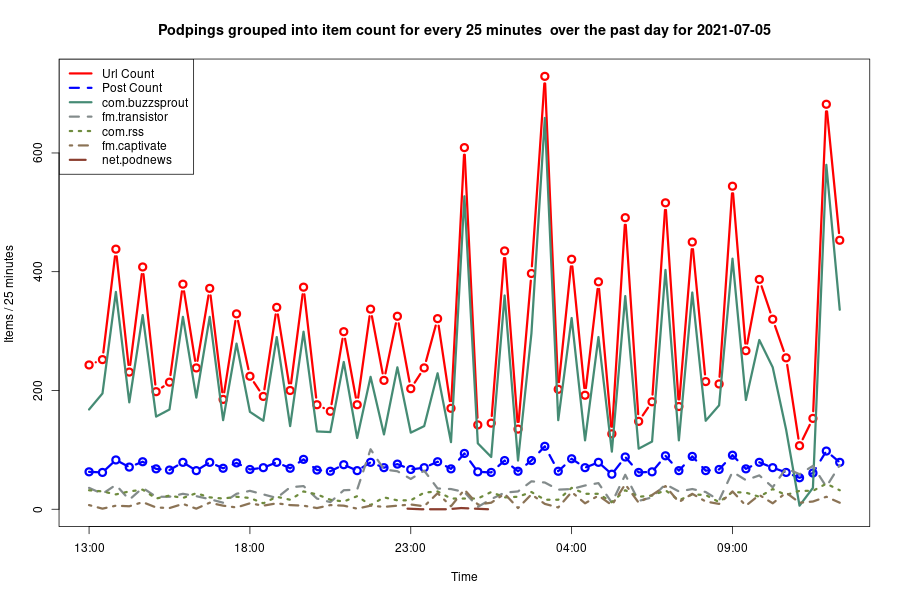 Podpings grouped into item count for every 25 minutes  over the past day for 2021-07-05
Url Count
Post Count
com.buzzsprout
fm.transistor
com.rss
fm.captivate
net.podnews
Items / 25 minutes
600
400
200
0
13:00 18:00 23:00 04:00 09:00
Time